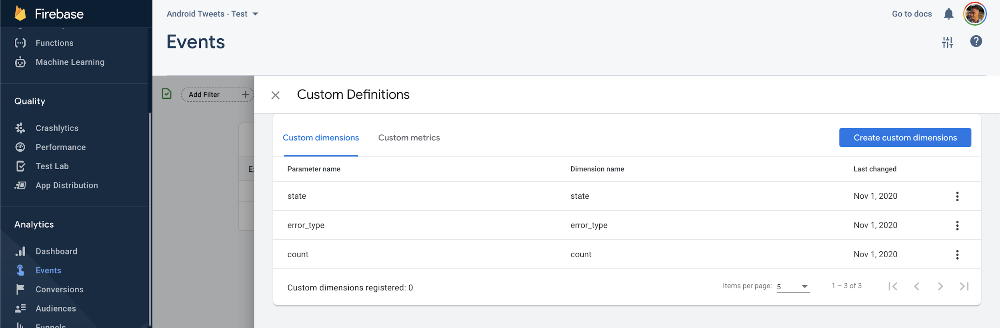 Firebase
Functions
Machine Learning
Quality
Crashlytics
Performance
Test Lab
App Distribution
Analytics
Dashboard
Events
Conversions
Audiences
Funnels
Android Tweets - Test
Go to docs
Events
Add Filter
Custom Definitions
Custom dimensions
Custom metrics
Create custom dimensions
Parameter name Dimension name Last changed
state state Nov 1, 2020
error_type error_type Nov 1, 2020
count count Nov 1, 2020
Custom dimensions registered: 0
Items per page: 5 1 – 3 of 3